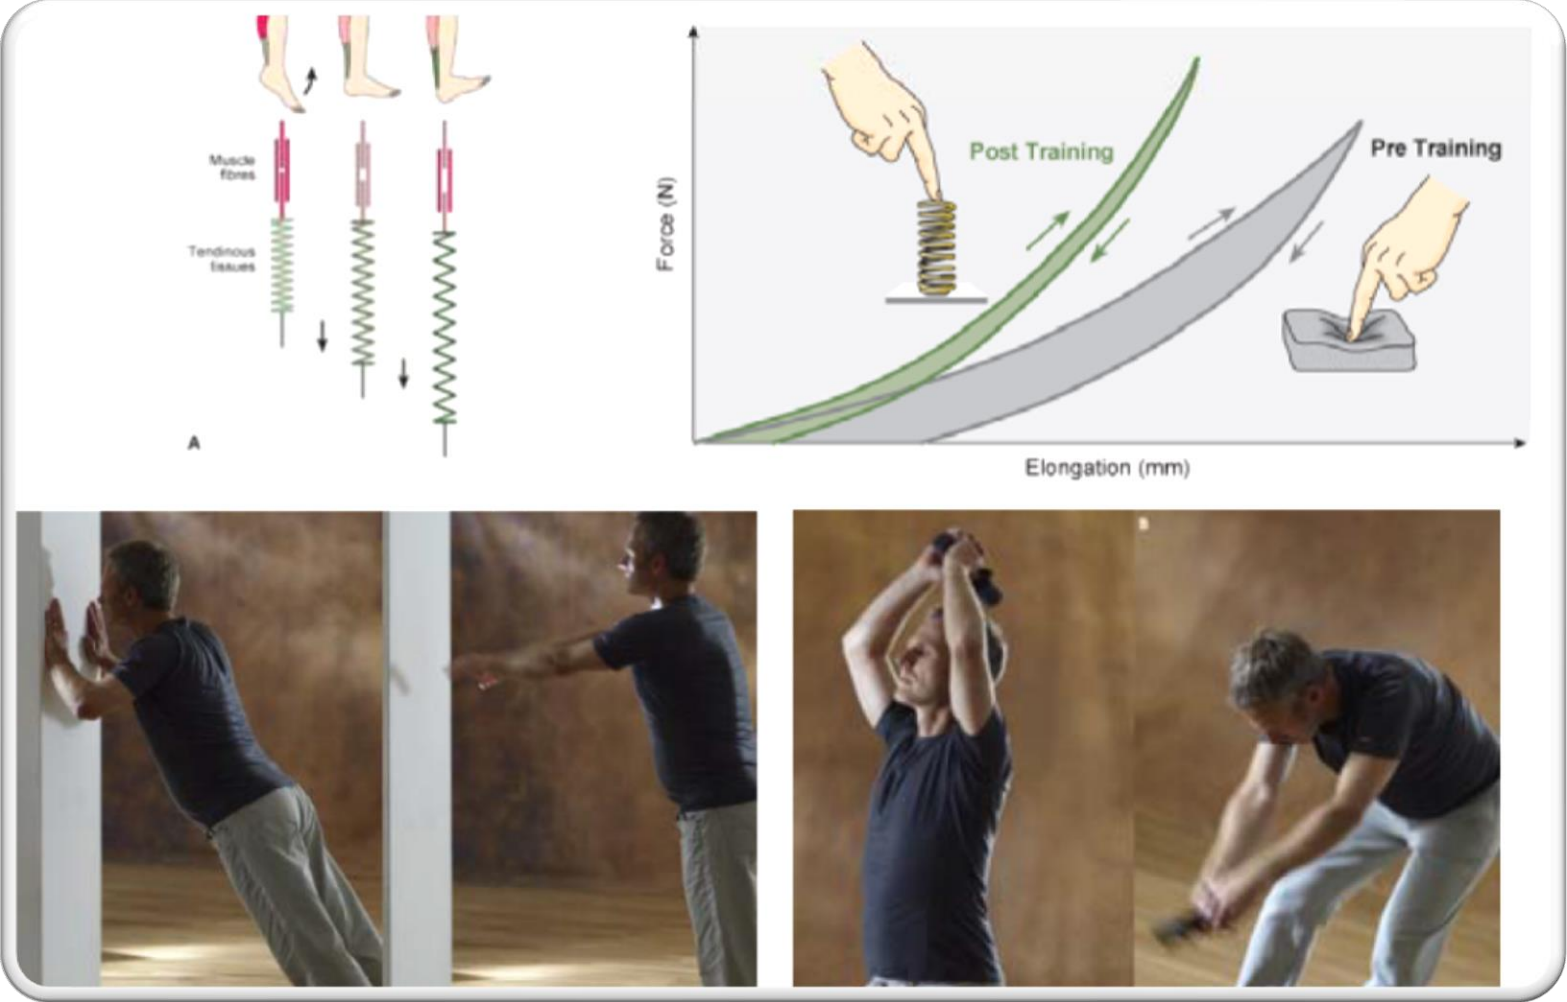 Muscle
fibres
Tendinous
tissues
A
Force (N)
Post Training
Pre Training
Elongation (mm)
B